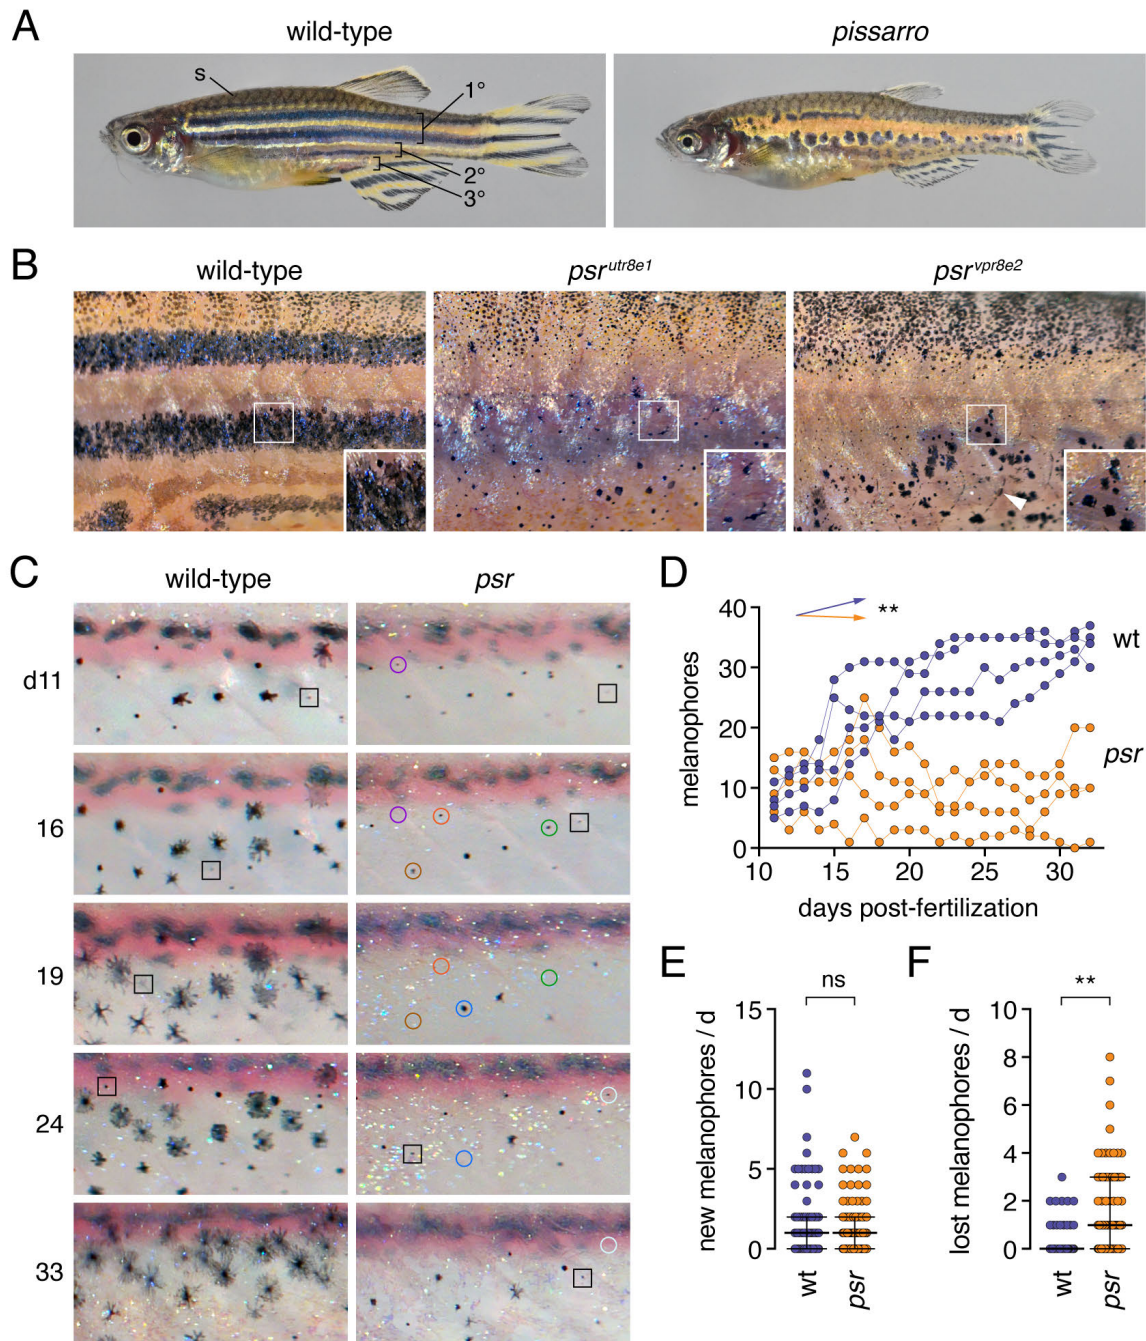 A
wild-type
pissarro
s
1°
2°
3°
B
wild-type
psr^utr8e1
psr^vpr8e2
C
wild-type
psr
d11
16
19
24
33
D
40
30
20
10
0
melanophores
10 15 20 25 30
days post-fertilization
**
wt
psr
E
ns
15
10
5
0
new melanophores / d
wt
psr
F
**
10
8
6
4
2
0
lost melanophores / d
wt
psr